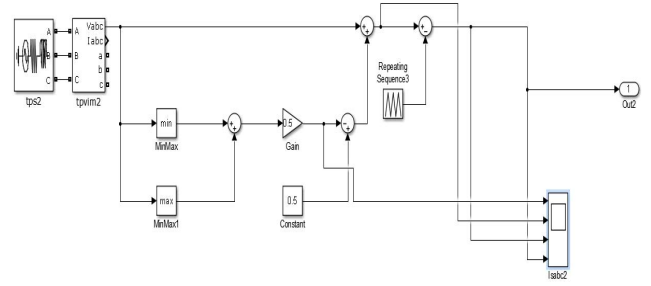 A
B
C
tps2
A
B
C
Vabc
Iabc
a
b
c
tpvim2
min
MinMax
max
MinMax1
0.5
Gain
0.5
Constant
Repeating
Sequence3
1
Out2
Isabc2